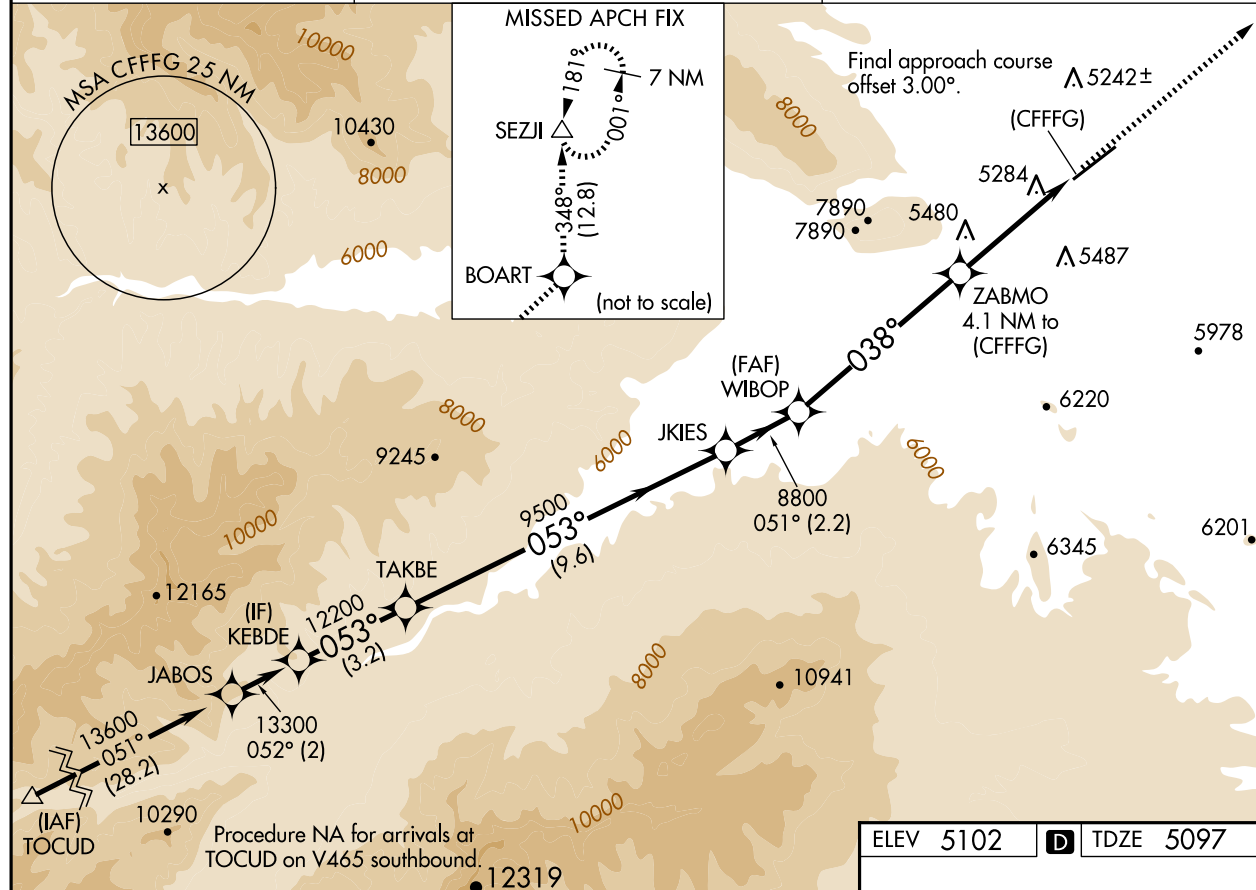 MSA CFFFG 25 NM
13600
x
10000
10430
8000
6000
MISSED APCH FIX
181°
7 NM
001°
SEZJI
348°
(12.8)
BOART
(not to scale)
Final approach course
offset 3.00°.
5242±
8000
(CFFFG)
5284
7890
7890
5480
5487
ZABMO
4.1 NM to
(CFFFG)
5978
038°
(FAF)
WIBOP
6220
JKIES
8000
6000
6000
9245
8800
051° (2.2)
9500
053°
(9.6)
10000
6201
6345
12165
TAKBE
(IF)
KEBDE
12200
053°
(3.2)
JABOS
8000
10941
13300
052° (2)
13600
051°
(28.2)
(IAF)
TOCUD
10290
10000
Procedure NA for arrivals at
TOCUD on V465 southbound.
12319
ELEV 5102 D TDZE 5097